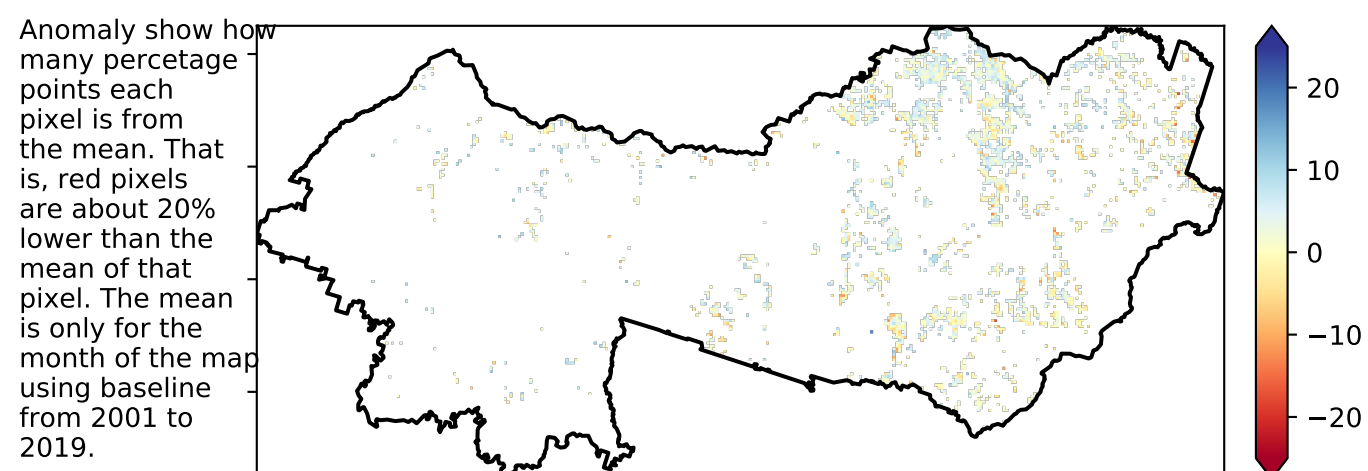 Anomaly show how
many percetage
points each
pixel is from
the mean. That
is, red pixels
are about 20%
lower than the
mean of that
pixel. The mean
is only for the
month of the map
using baseline
from 2001 to
2019.
20
10
0
−10
−20